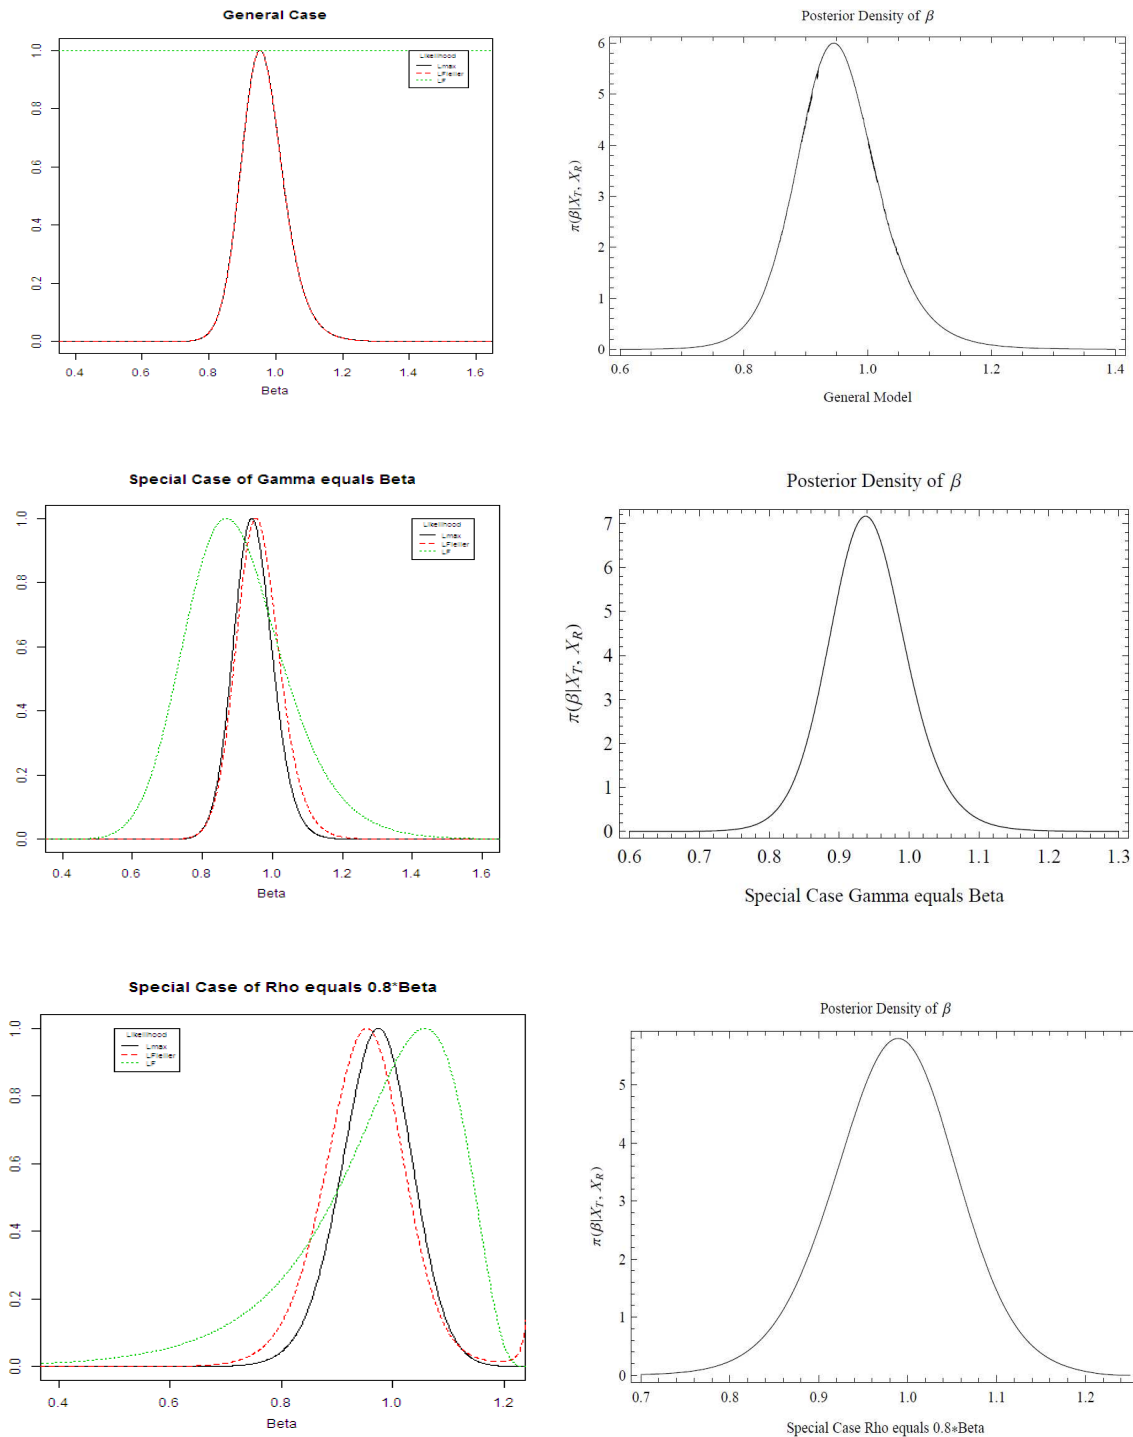 General Case
0.0 0.2 0.4 0.6 0.8 1.0
Likelihood
Lmax
LFieller
LF
0.4 0.6 0.8 1.0 1.2 1.4 1.6
Beta
Posterior Density of β
π(β|X_T, X_R)
6
5
4
3
2
1
0
0.6 0.8 1.0 1.2 1.4
General Model
Special Case of Gamma equals Beta
0.0 0.2 0.4 0.6 0.8 1.0
Likelihood
Lmax
LFieller
LF
0.4 0.6 0.8 1.0 1.2 1.4 1.6
Beta
Posterior Density of β
π(β|X_T, X_R)
7
6
5
4
3
2
1
0
0.6 0.7 0.8 0.9 1.0 1.1 1.2 1.3
Special Case Gamma equals Beta
Special Case of Rho equals 0.8*Beta
0.0 0.2 0.4 0.6 0.8 1.0
Likelihood
Lmax
LFieller
LF
0.4 0.6 0.8 1.0 1.2
Beta
Posterior Density of β
π(β|X_T, X_R)
5
4
3
2
1
0
0.7 0.8 0.9 1.0 1.1 1.2
Special Case Rho equals 0.8*Beta